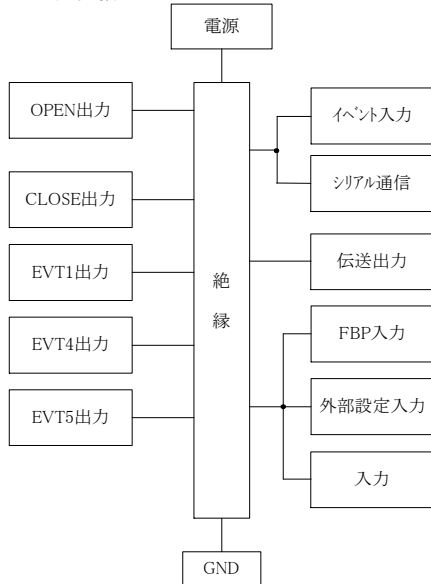 電源
OPEN出力
CLOSE出力
EVT1出力
EVT4出力
EVT5出力
絶
縁
ｲﾍﾞﾝﾄ入力
ｼﾘｱﾙ通信
伝送出力
FBP入力
外部設定入力
入力
GND